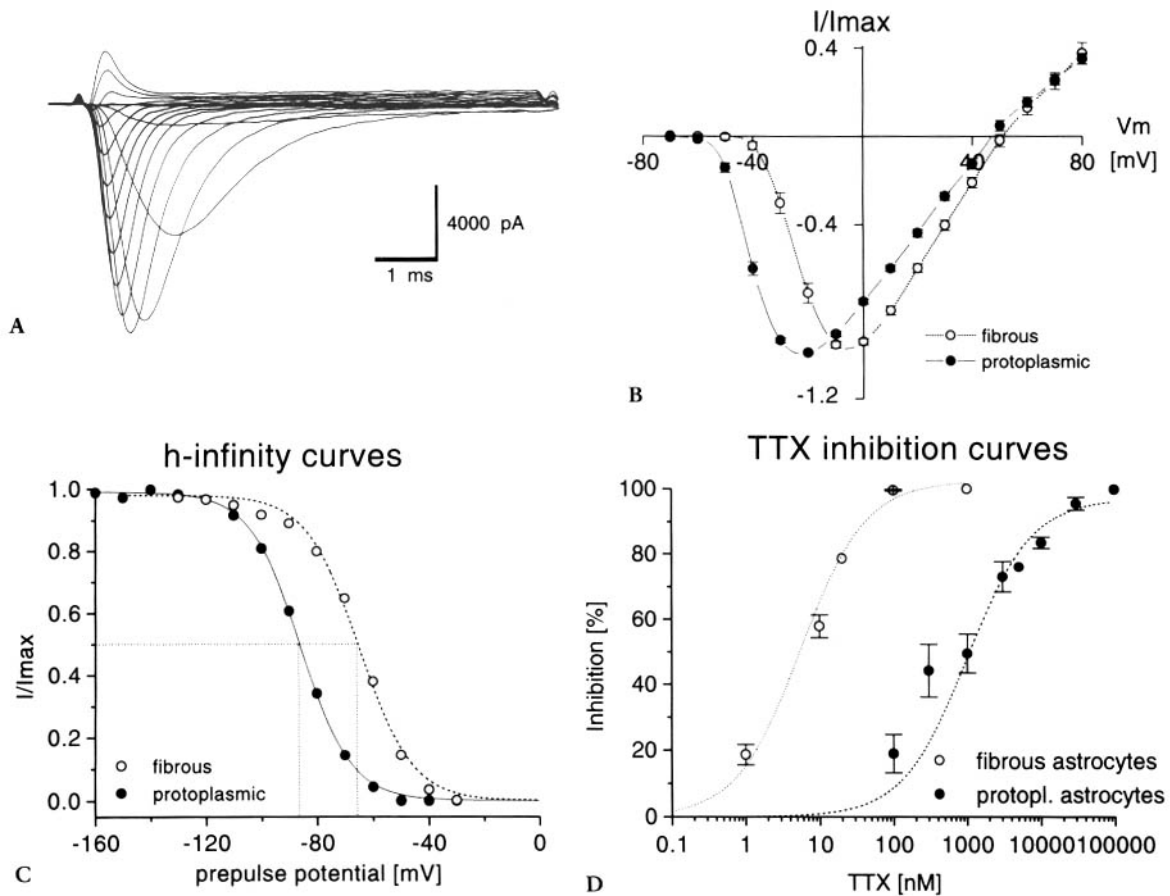 4000 pA
1 ms
A
I/Imax
0.4
Vm
-80 -40 40 80 [mV]
-0.4
fibrous
protoplasmic
-1.2
B
h-infinity curves
1.0
0.8
0.6
0.4
0.2
0.0
I/Imax
fibrous
protoplasmic
-160 -120 -80 -40 0
prepulse potential [mV]
C
TTX inhibition curves
100
80
60
40
20
0
Inhibition [%]
fibrous astrocytes
protopl. astrocytes
0.1 1 10 100 1000 10000 100000
TTX [nM]
D